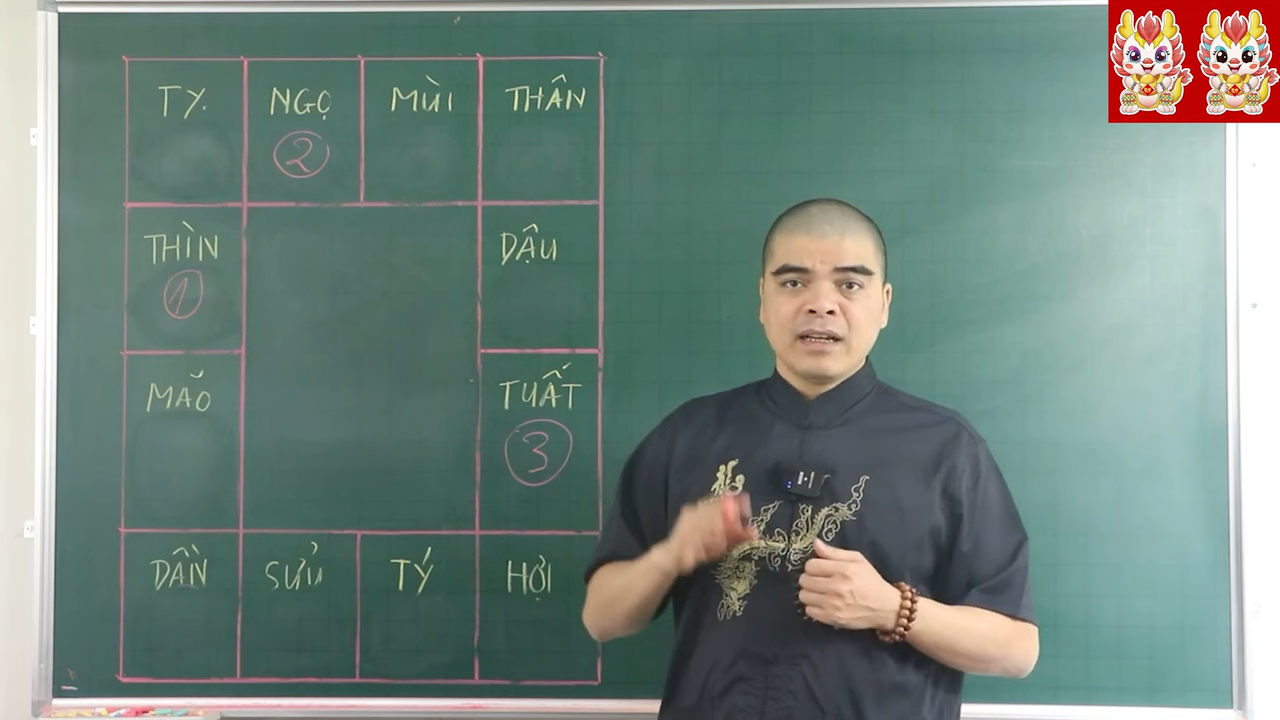 TỴ
NGỌ
2
MÙI
THÂN
THÌN
1
DẬU
MÃO
TUẤT
3
DẦN
SỬU
TÝ
HỢI